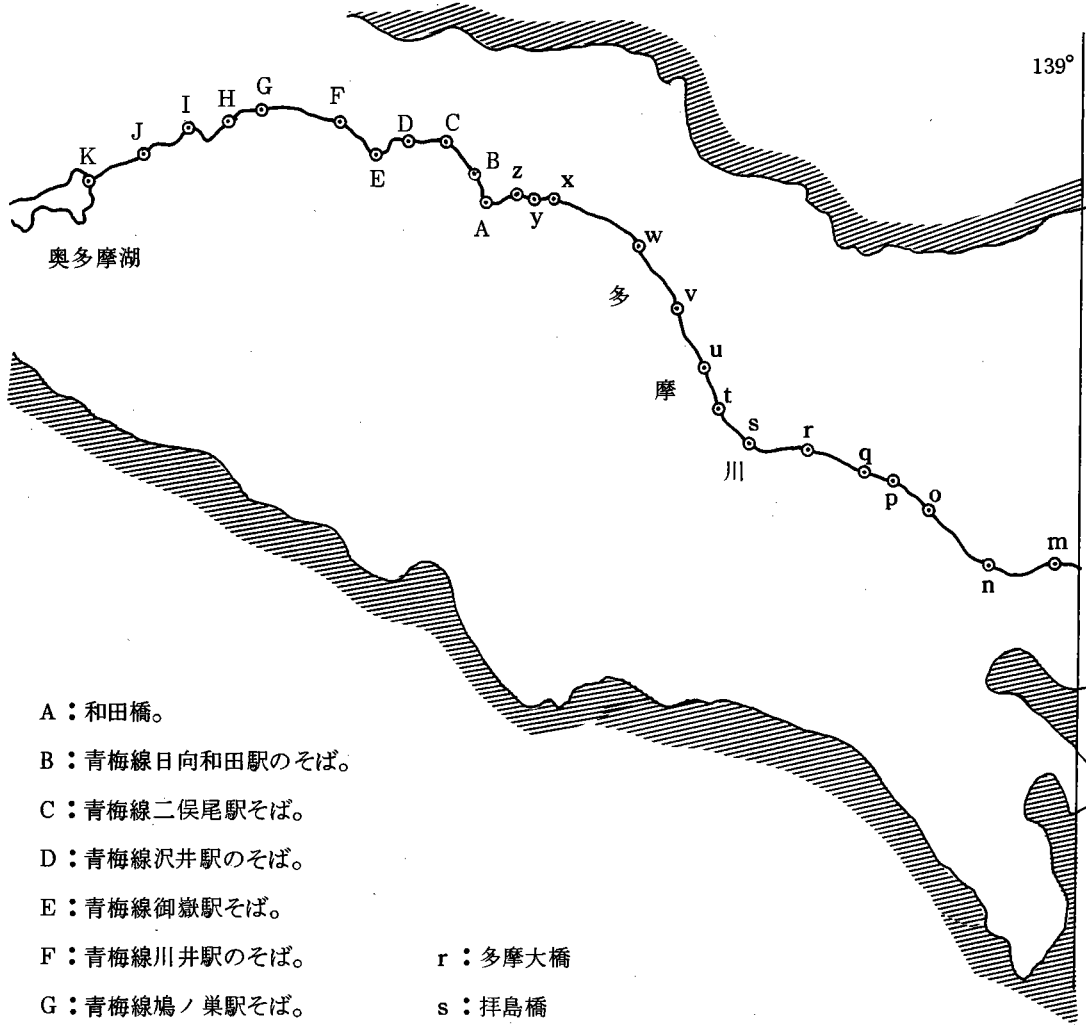 139°
G
H
F
I
D
C
J
K
B
E
z
x
A
y
奥多摩湖
w
多
v
u
摩
t
s
r
川
q
p
o
m
n
A：和田橋。
B：青梅線日向和田駅のそば。
C：青梅線二俣尾駅そば。
D：青梅線沢井駅のそば。
E：青梅線御嶽駅そば。
F：青梅線川井駅のそば。
r：多摩大橋
G：青梅線鳩ノ巣駅そば。
s：拝島橋